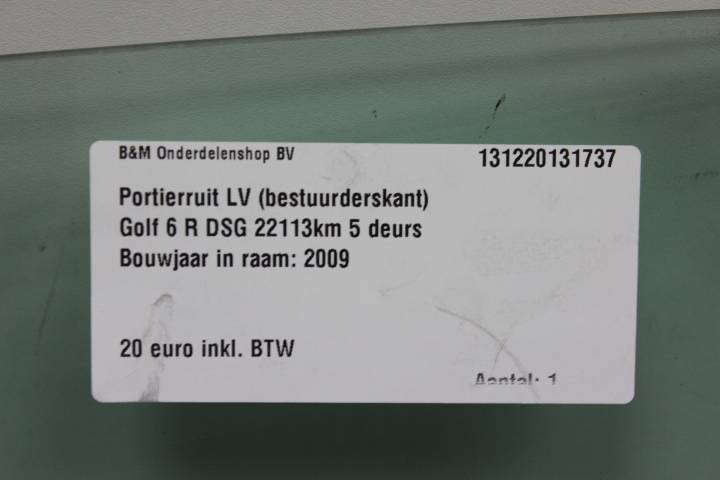 B&M Onderdelenshop BV
131220131737
Portierruit LV (bestuurderskant)
Golf 6 R DSG 22113km 5 deurs
Bouwjaar in raam: 2009
20 euro inkl. BTW
Aantal: 1